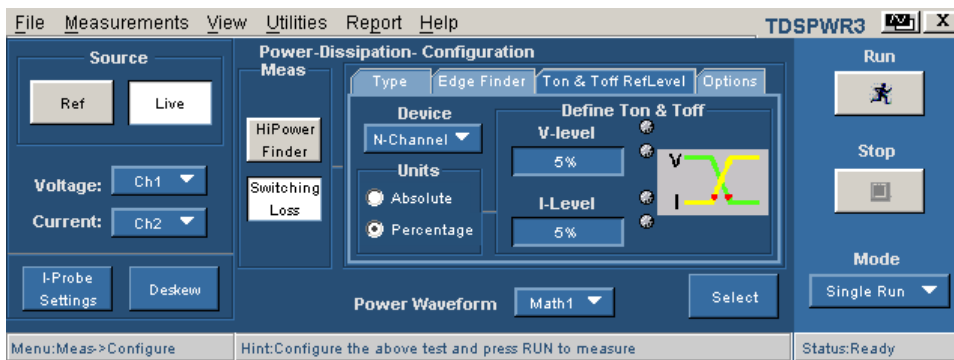 File Measurements View Utilities Report Help
TDSPWR3 X
Source
Ref Live
Voltage: Ch1
Current: Ch2
I-Probe Settings
Deskew
Power-Dissipation- Configuration
Meas
HiPower Finder
Switching Loss
Type Edge Finder Ton & Toff RefLevel Options
Device
N-Channel
Units
Absolute
Percentage
Define Ton & Toff
V-level
5%
I-Level
5%
V
I
Power Waveform Math1
Select
Run
Stop
Mode
Single Run
Menu:Meas->Configure
Hint:Configure the above test and press RUN to measure
Status:Ready